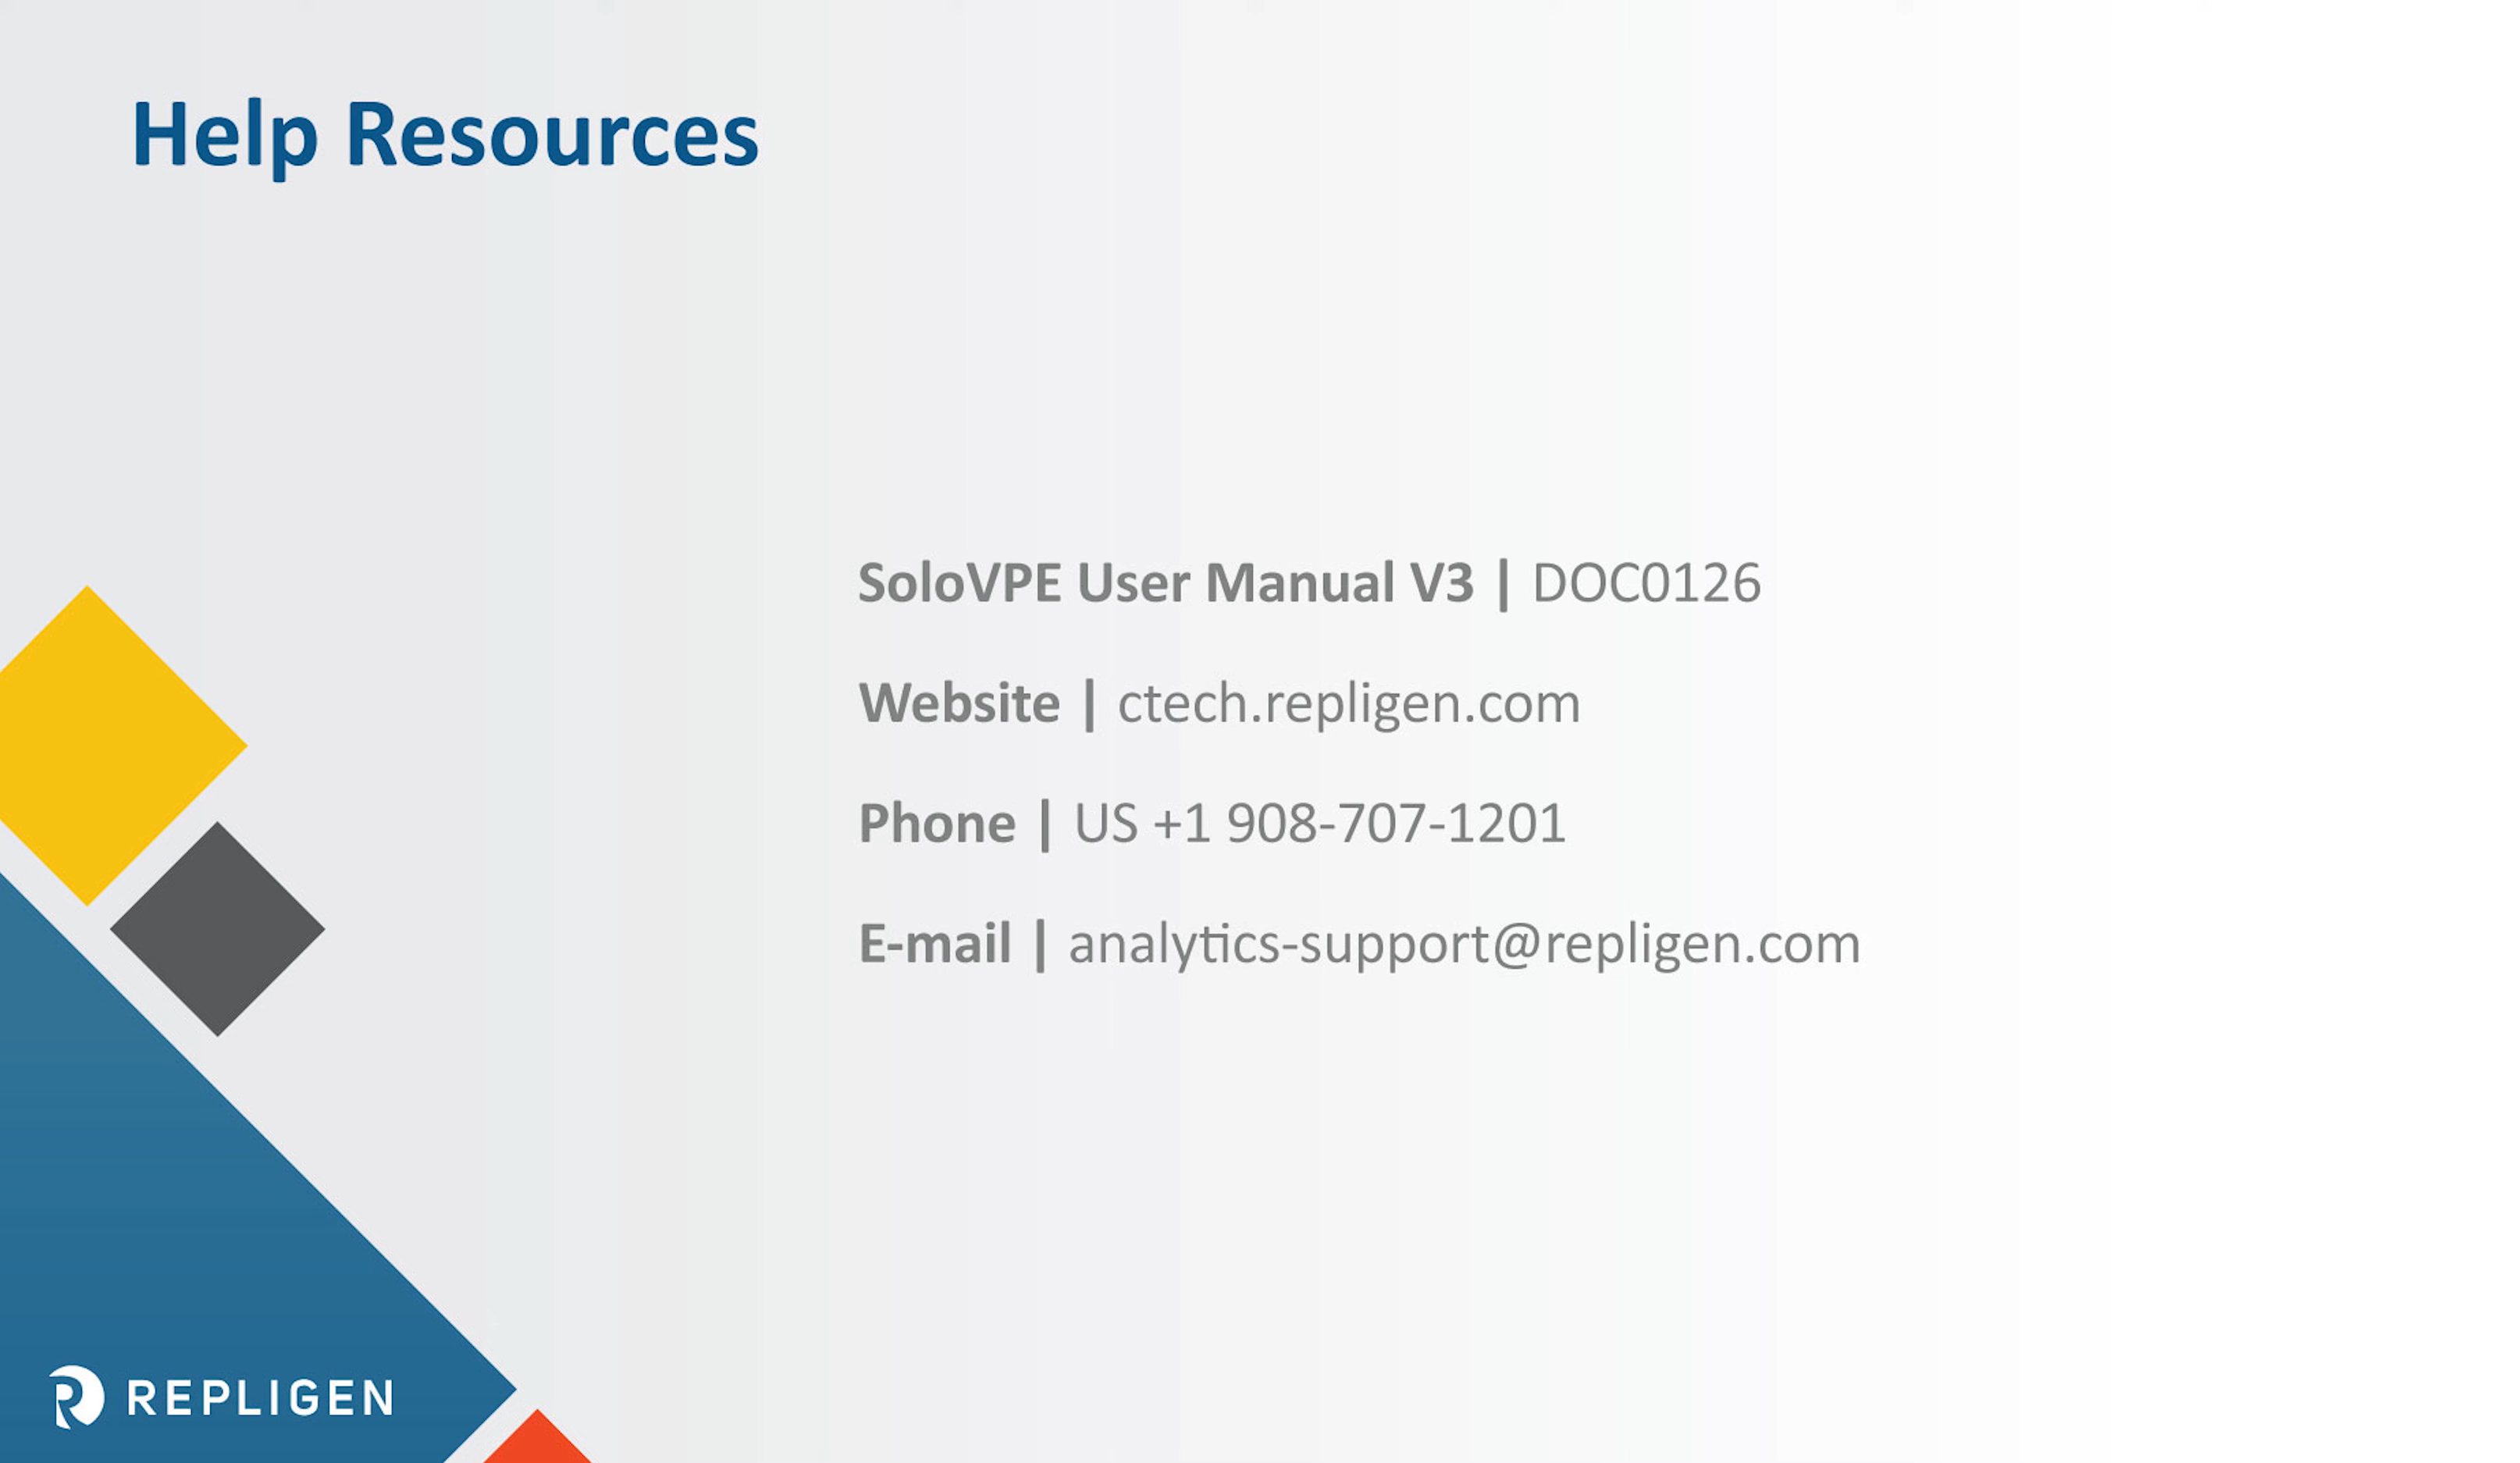 Help Resources
SoloVPE User Manual V3 | DOC0126
Website | ctech.repligen.com
Phone | US +1 908-707-1201
E-mail | analytics-support@repligen.com
REPLIGEN